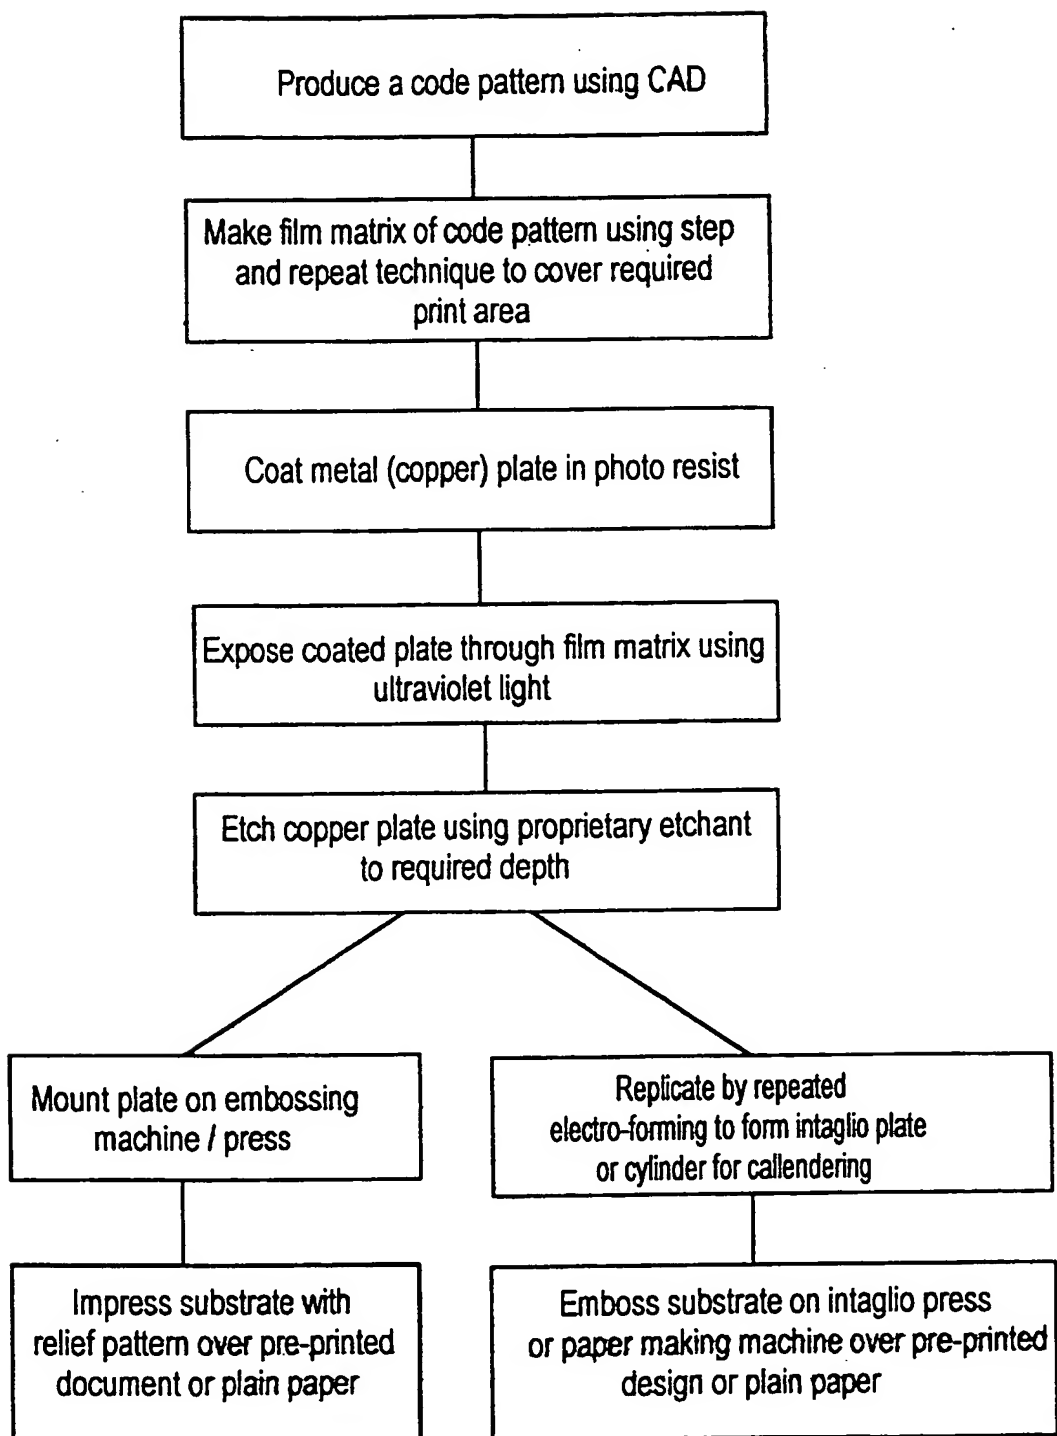 Produce a code pattern using CAD
Make film matrix of code pattern using step
and repeat technique to cover required
print area
Coat metal (copper) plate in photo resist
Expose coated plate through film matrix using
ultraviolet light
Etch copper plate using proprietary etchant
to required depth
Mount plate on embossing
machine / press
Impress substrate with
relief pattern over pre-printed
document or plain paper
Replicate by repeated
electro-forming to form intaglio plate
or cylinder for callendering
Emboss substrate on intaglio press
or paper making machine over pre-printed
design or plain paper